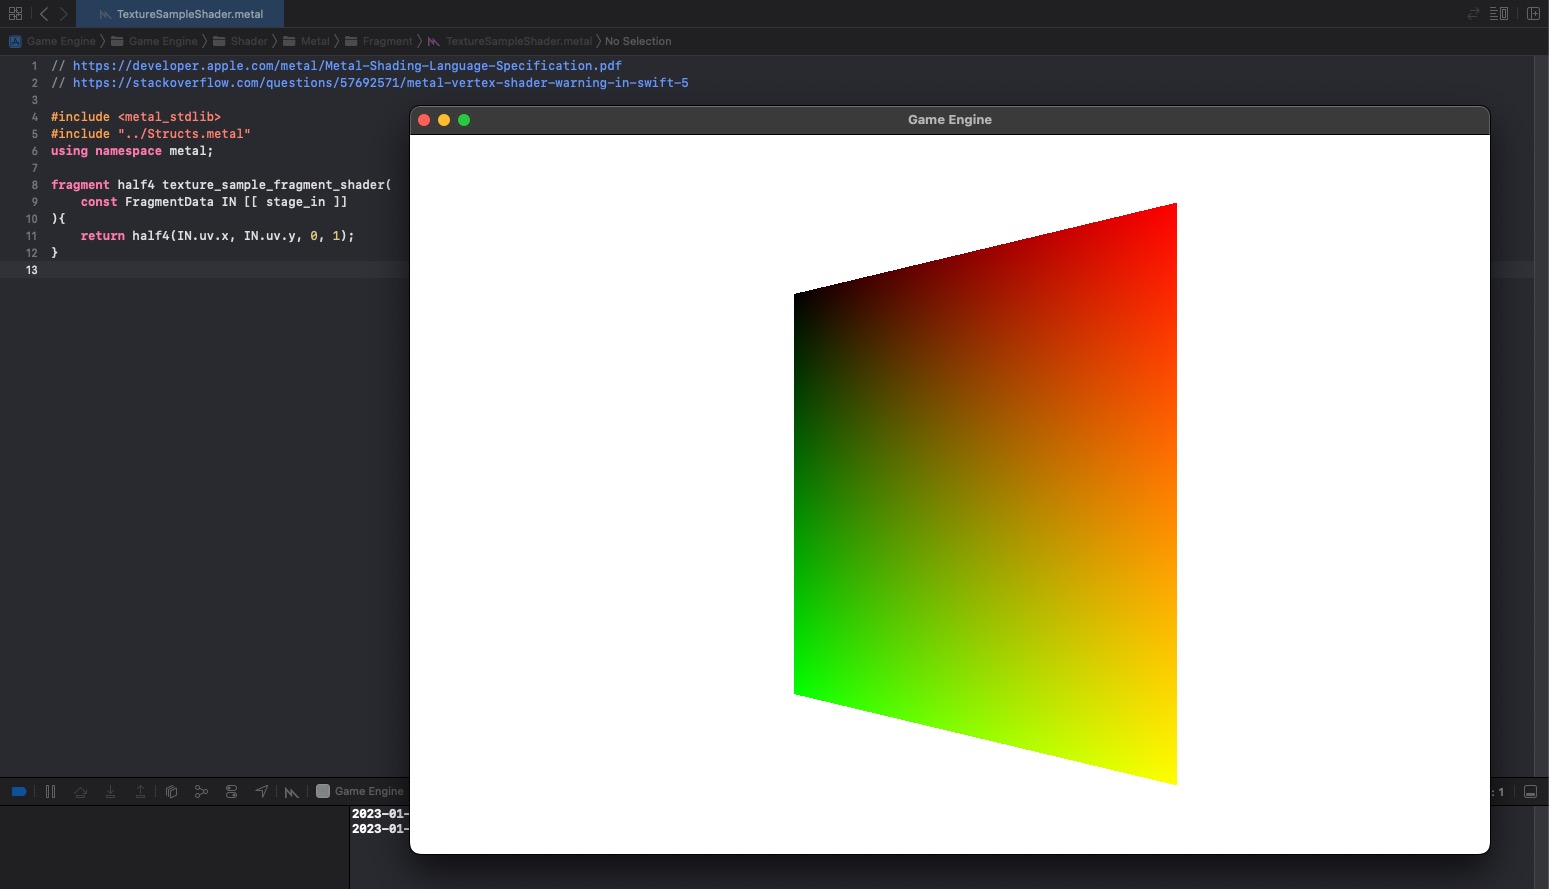 TextureSampleShader.metal
Game Engine Game Engine Shader Metal Fragment TextureSampleShader.metal No Selection
1 // https://developer.apple.com/metal/Metal-Shading-Language-Specification.pdf
2 // https://stackoverflow.com/questions/57692571/metal-vertex-shader-warning-in-swift-5
3
4 #include <metal_stdlib>
5 #include "../Structs.metal"
6 using namespace metal;
7
8 fragment half4 texture_sample_fragment_shader(
9 const FragmentData IN [[ stage_in ]]
10 ){
11 return half4(IN.uv.x, IN.uv.y, 0, 1);
12 }
13
Game Engine
Game Engine
: 1
2023-01-
2023-01-